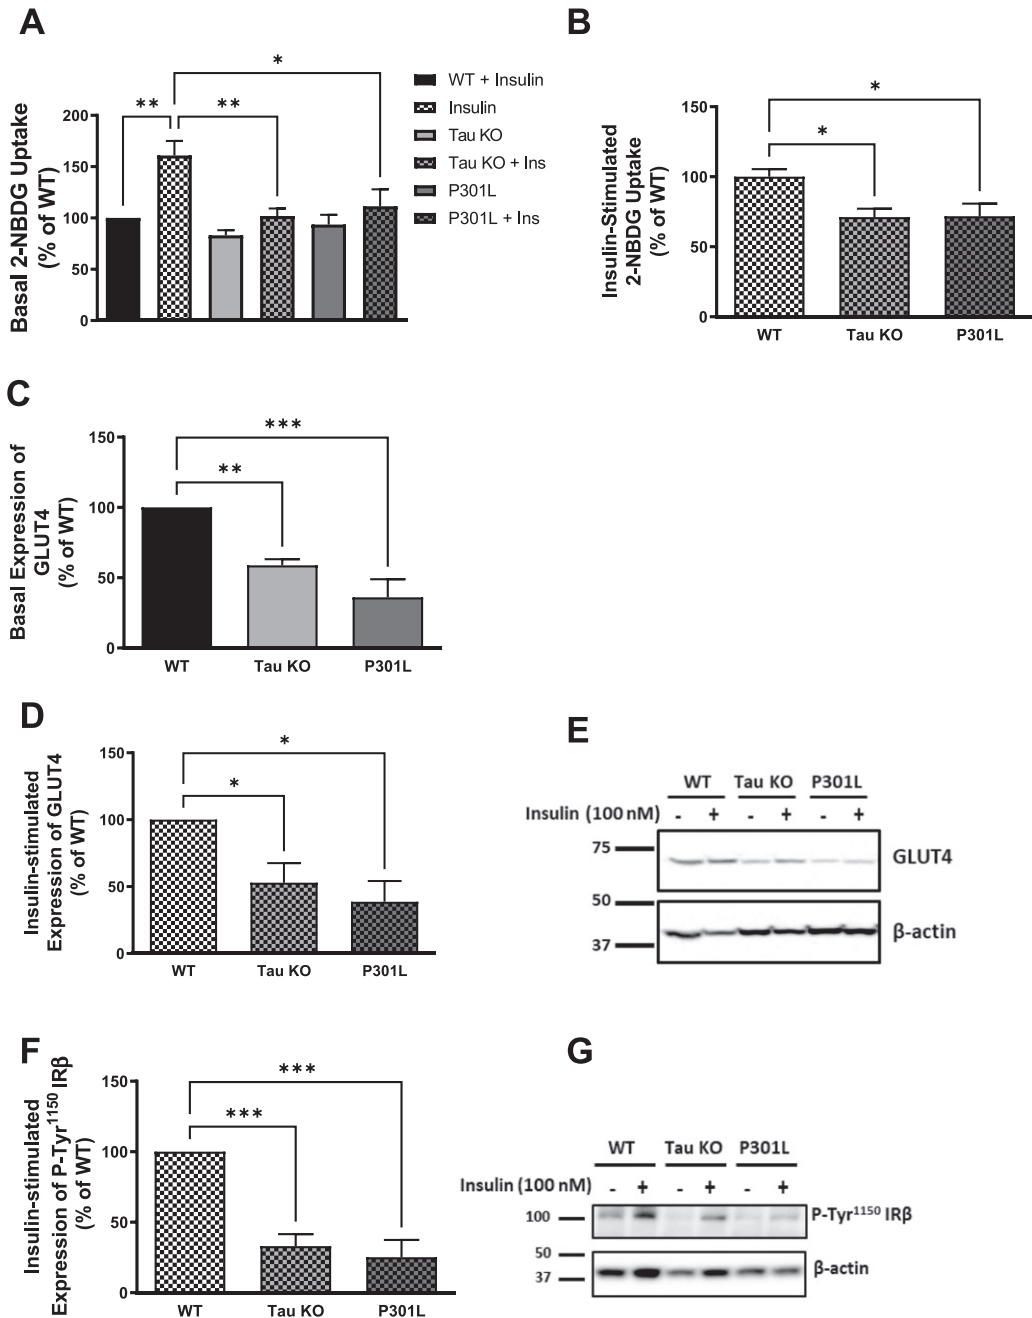 A
Basal 2-NBDG Uptake
(% of WT)
200
150
100
50
0
**
**
*
WT + Insulin
Insulin
Tau KO
Tau KO + Ins
P301L
P301L + Ins
B
Insulin-Stimulated
2-NBDG Uptake
(% of WT)
150
100
50
0
*
*
WT Tau KO P301L
C
Basal Expression of
GLUT4
(% of WT)
150
100
50
0
***
**
WT Tau KO P301L
D
Insulin-stimulated
Expression of GLUT4
(% of WT)
150
100
50
0
*
*
WT Tau KO P301L
E
WT Tau KO P301L
Insulin (100 nM) - + - + - +
75
GLUT4
50
β-actin
37
F
Insulin-stimulated
Expression of P-Tyr¹¹⁵⁰ IRβ
(% of WT)
150
100
50
0
***
***
WT Tau KO P301L
G
WT Tau KO P301L
Insulin (100 nM) - + - + - +
100
P-Tyr¹¹⁵⁰ IRβ
50
β-actin
37